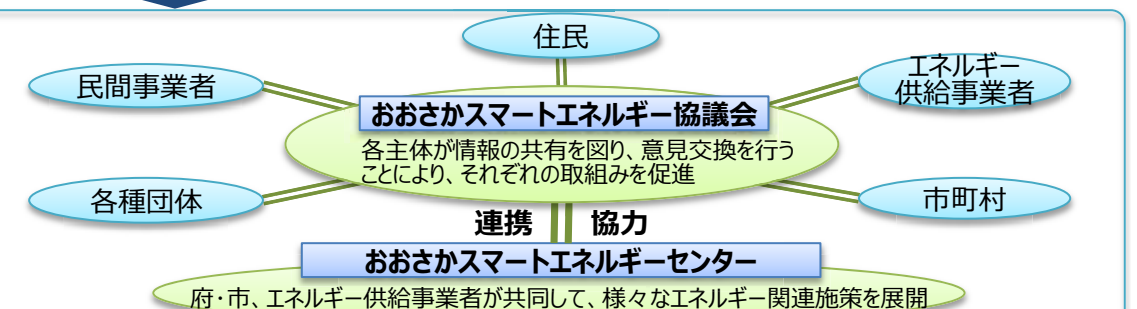 住民
民間事業者
エネルギー
供給事業者
おおさかスマートエネルギー協議会
各主体が情報の共有を図り、意見交換を行う
ことにより、それぞれの取組みを促進
各種団体
市町村
連携 協力
おおさかスマートエネルギーセンター
府・市、エネルギー供給事業者が共同して、様々なエネルギー関連施策を展開